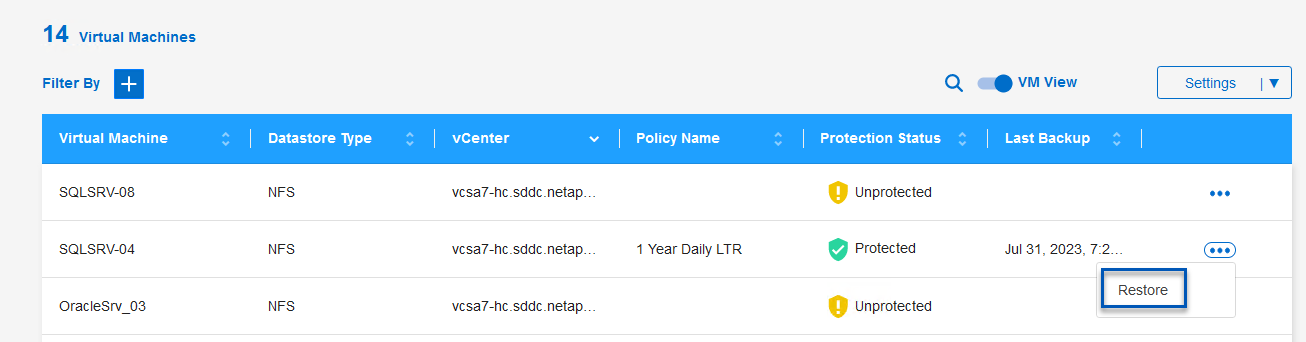 14 Virtual Machines
Filter By
VM View
Settings
Virtual Machine Datastore Type vCenter Policy Name Protection Status Last Backup
SQLSRV-08 NFS vcsa7-hc.sddc.netap... Unprotected
SQLSRV-04 NFS vcsa7-hc.sddc.netap... 1 Year Daily LTR Protected Jul 31, 2023, 7:2...
Restore
OracleSrv_03 NFS vcsa7-hc.sddc.netap... Unprotected